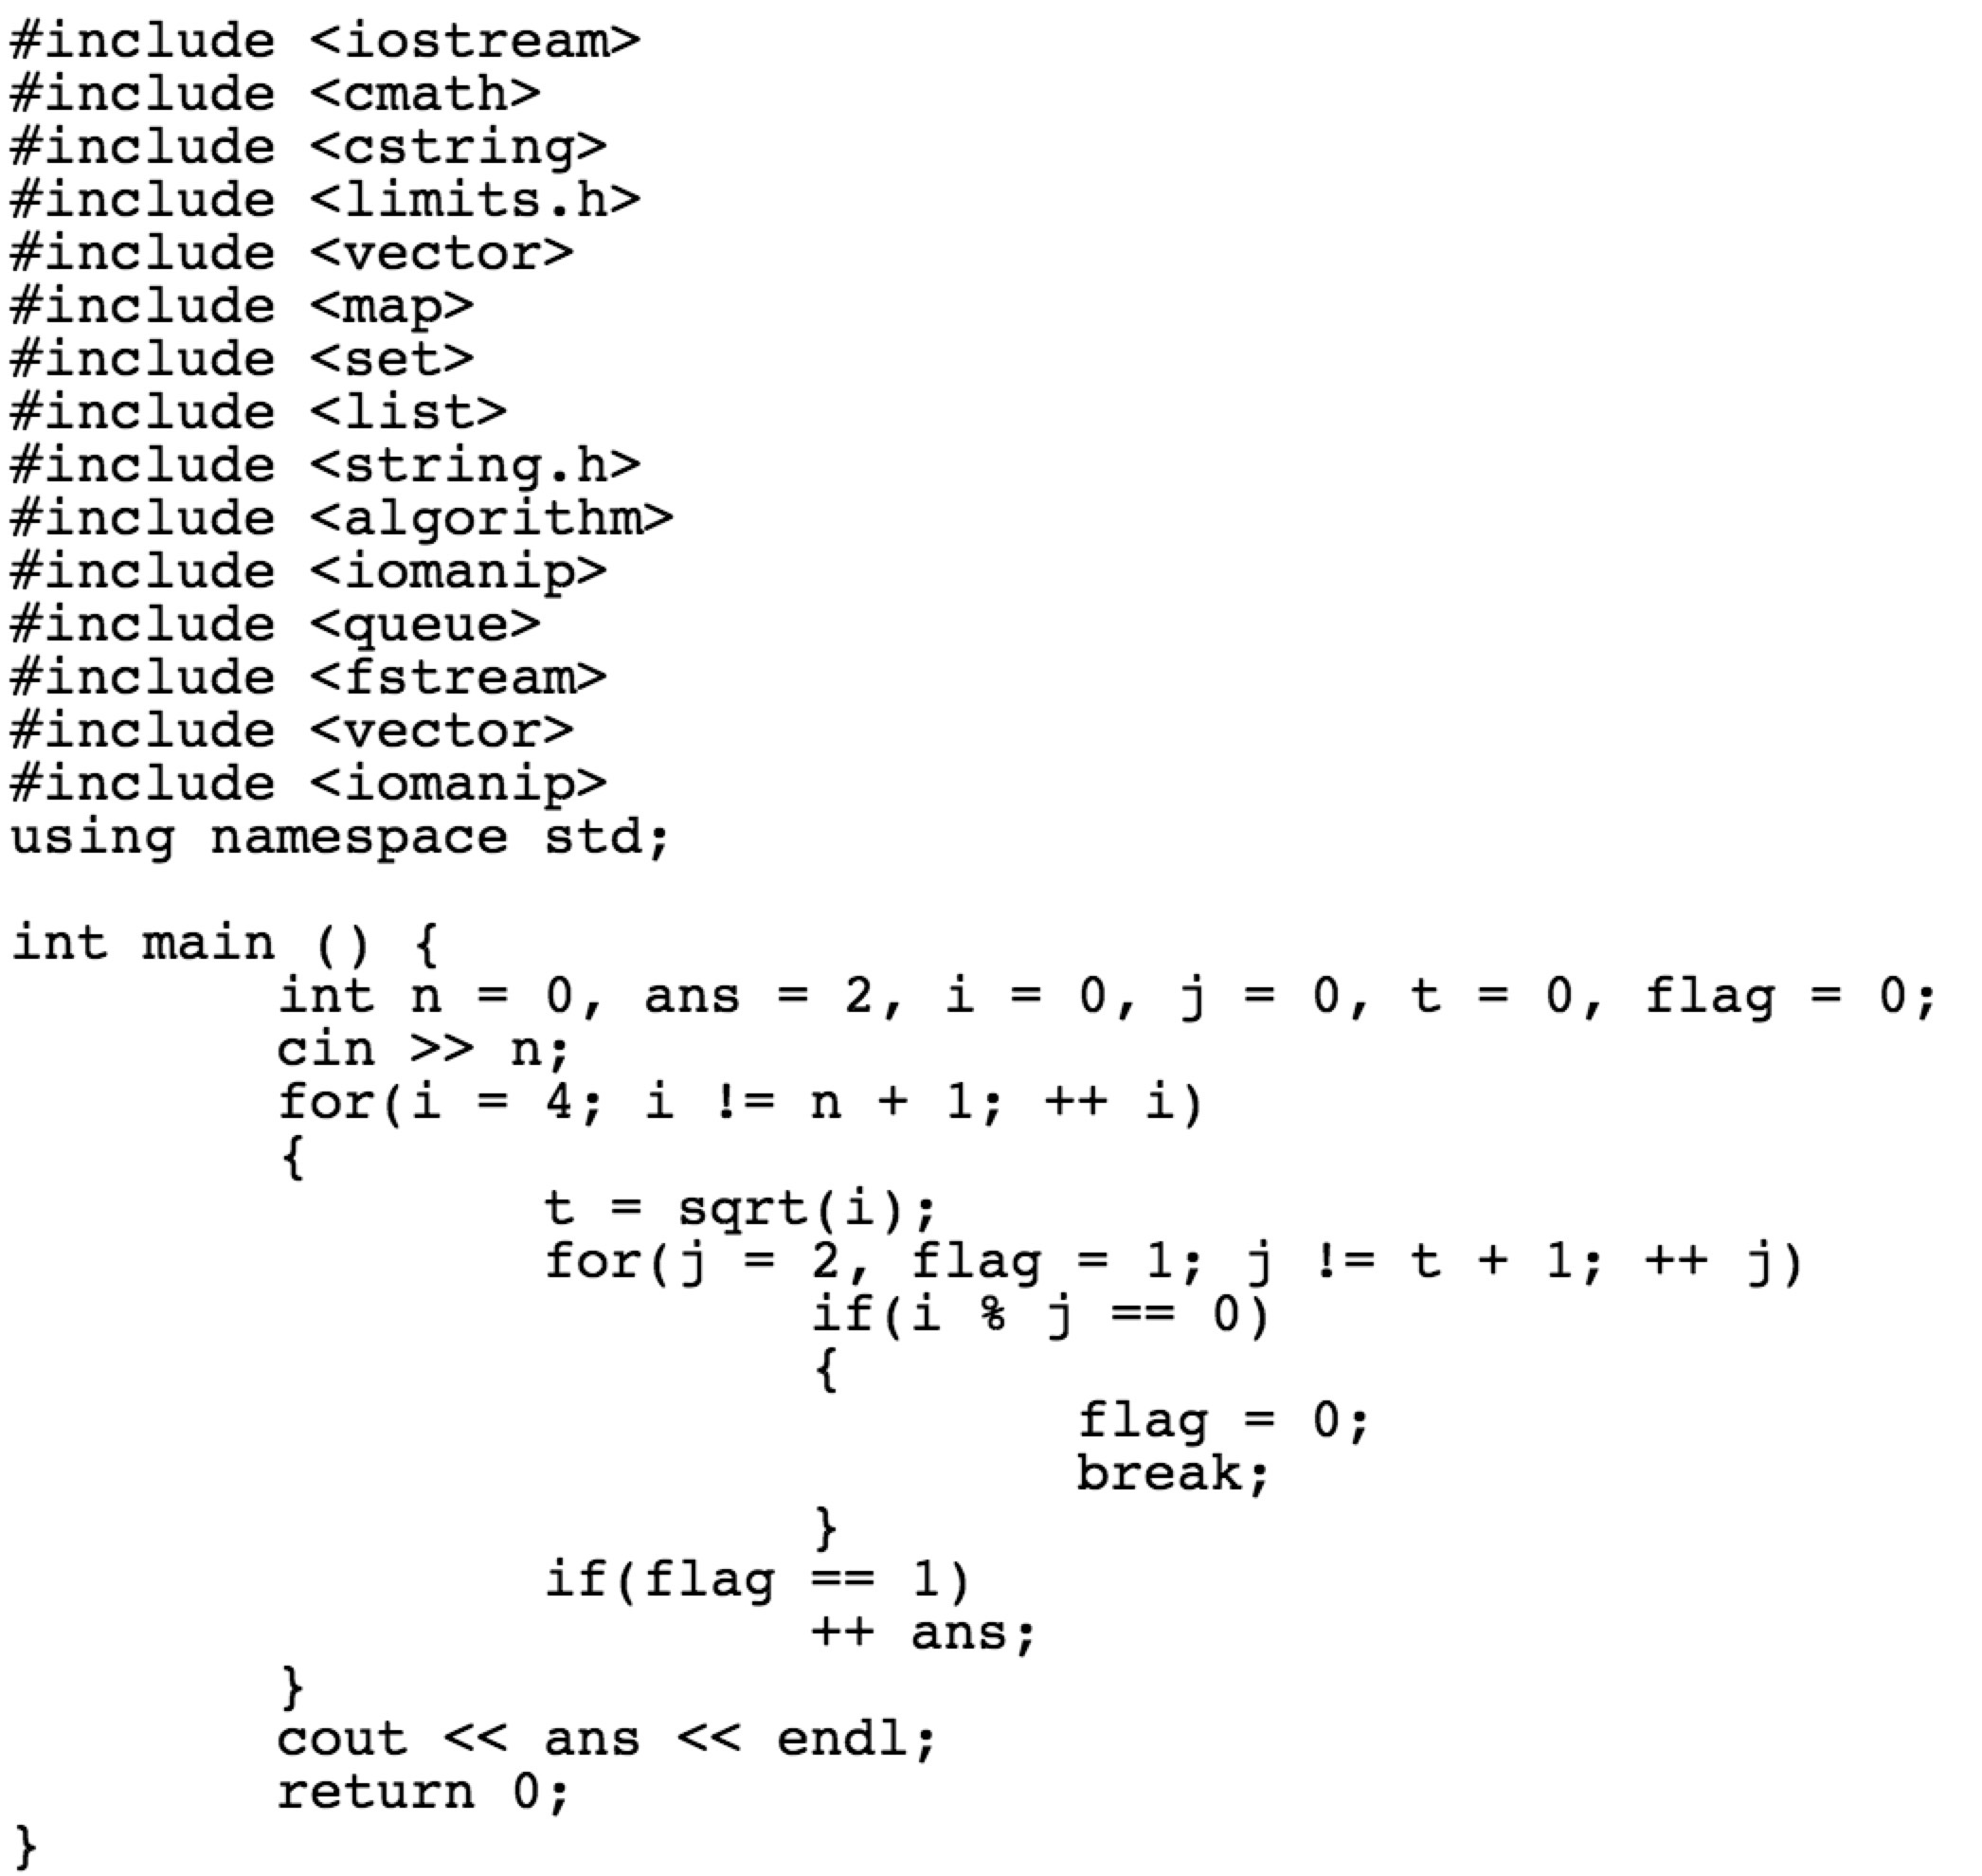 #include <iostream>
#include <cmath>
#include <cstring>
#include <limits.h>
#include <vector>
#include <map>
#include <set>
#include <list>
#include <string.h>
#include <algorithm>
#include <iomanip>
#include <queue>
#include <fstream>
#include <vector>
#include <iomanip>
using namespace std;

int main () {
        int n = 0, ans = 2, i = 0, j = 0, t = 0, flag = 0;
        cin >> n;
        for(i = 4; i != n + 1; ++ i)
        {
                t = sqrt(i);
                for(j = 2, flag = 1; j != t + 1; ++ j)
                        if(i % j == 0)
                        {
                                flag = 0;
                                break;
                        }
                if(flag == 1)
                        ++ ans;
        }
        cout << ans << endl;
        return 0;
}